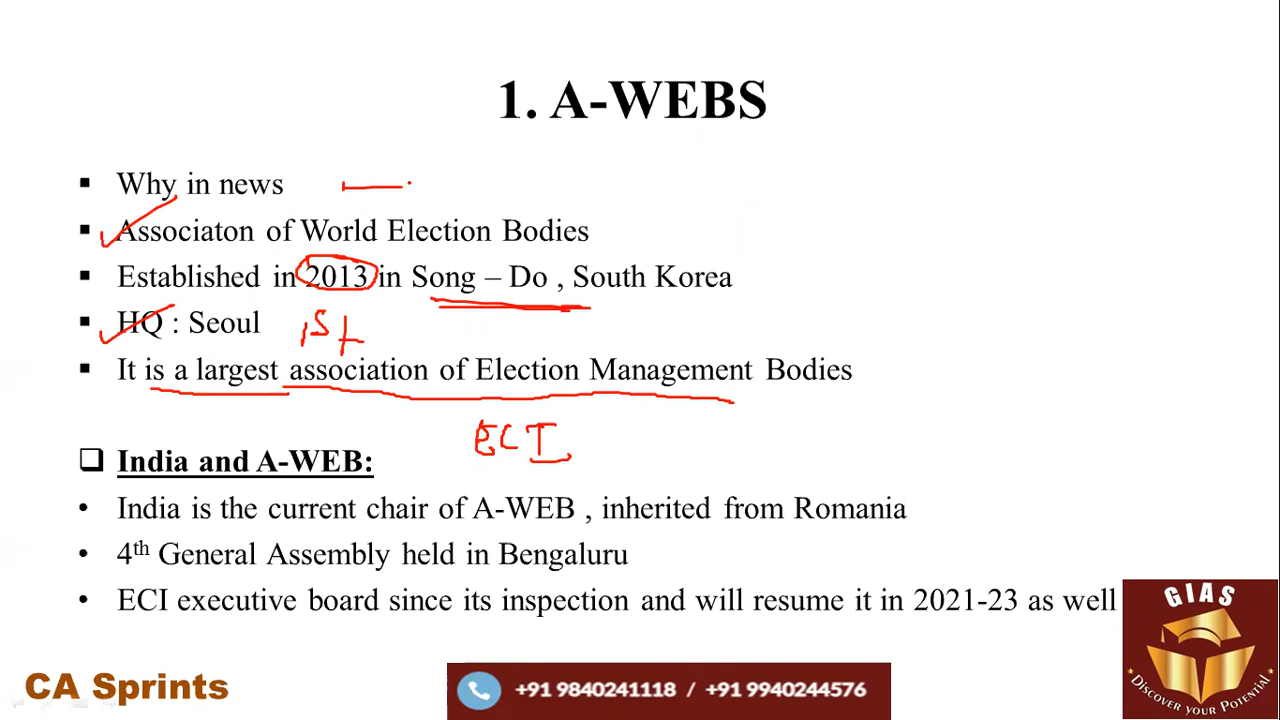 1. A-WEBS
▪ Why in news
▪ Associaton of World Election Bodies
▪ Established in 2013 in Song – Do , South Korea
▪ HQ : Seoul
1st
▪ It is a largest association of Election Management Bodies
ECI
❑ India and A-WEB:
• India is the current chair of A-WEB , inherited from Romania
• 4th General Assembly held in Bengaluru
• ECI executive board since its inspection and will resume it in 2021-23 as well
GIAS
DISCOVER YOUR POTENTIAL
CA Sprints
+91 9840241118 / +91 9940244576